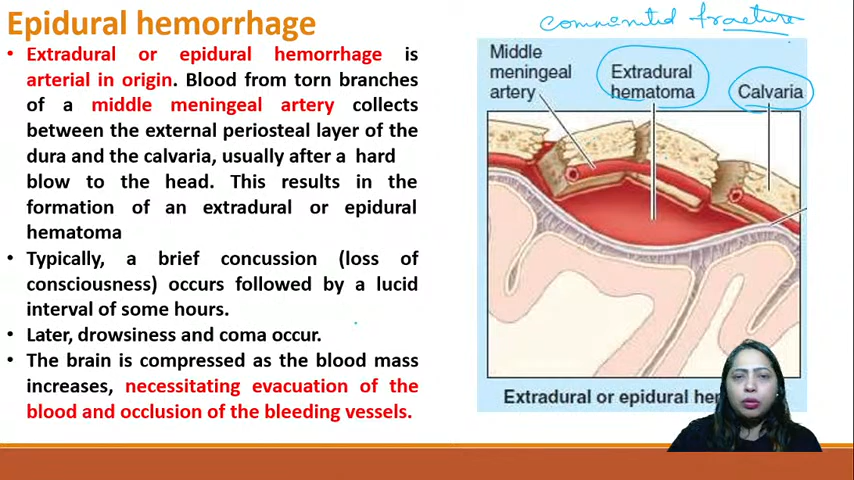 Epidural hemorrhage
• Extradural or epidural hemorrhage is
arterial in origin. Blood from torn branches
of a middle meningeal artery collects
between the external periosteal layer of the
dura and the calvaria, usually after a hard
blow to the head. This results in the
formation of an extradural or epidural
hematoma
• Typically, a brief concussion (loss of
consciousness) occurs followed by a lucid
interval of some hours.
• Later, drowsiness and coma occur.
• The brain is compressed as the blood mass
increases, necessitating evacuation of the
blood and occlusion of the bleeding vessels.
fracture
Middle
meningeal
artery
Extradural
hematoma
Calvaria
Extradural or epidural her